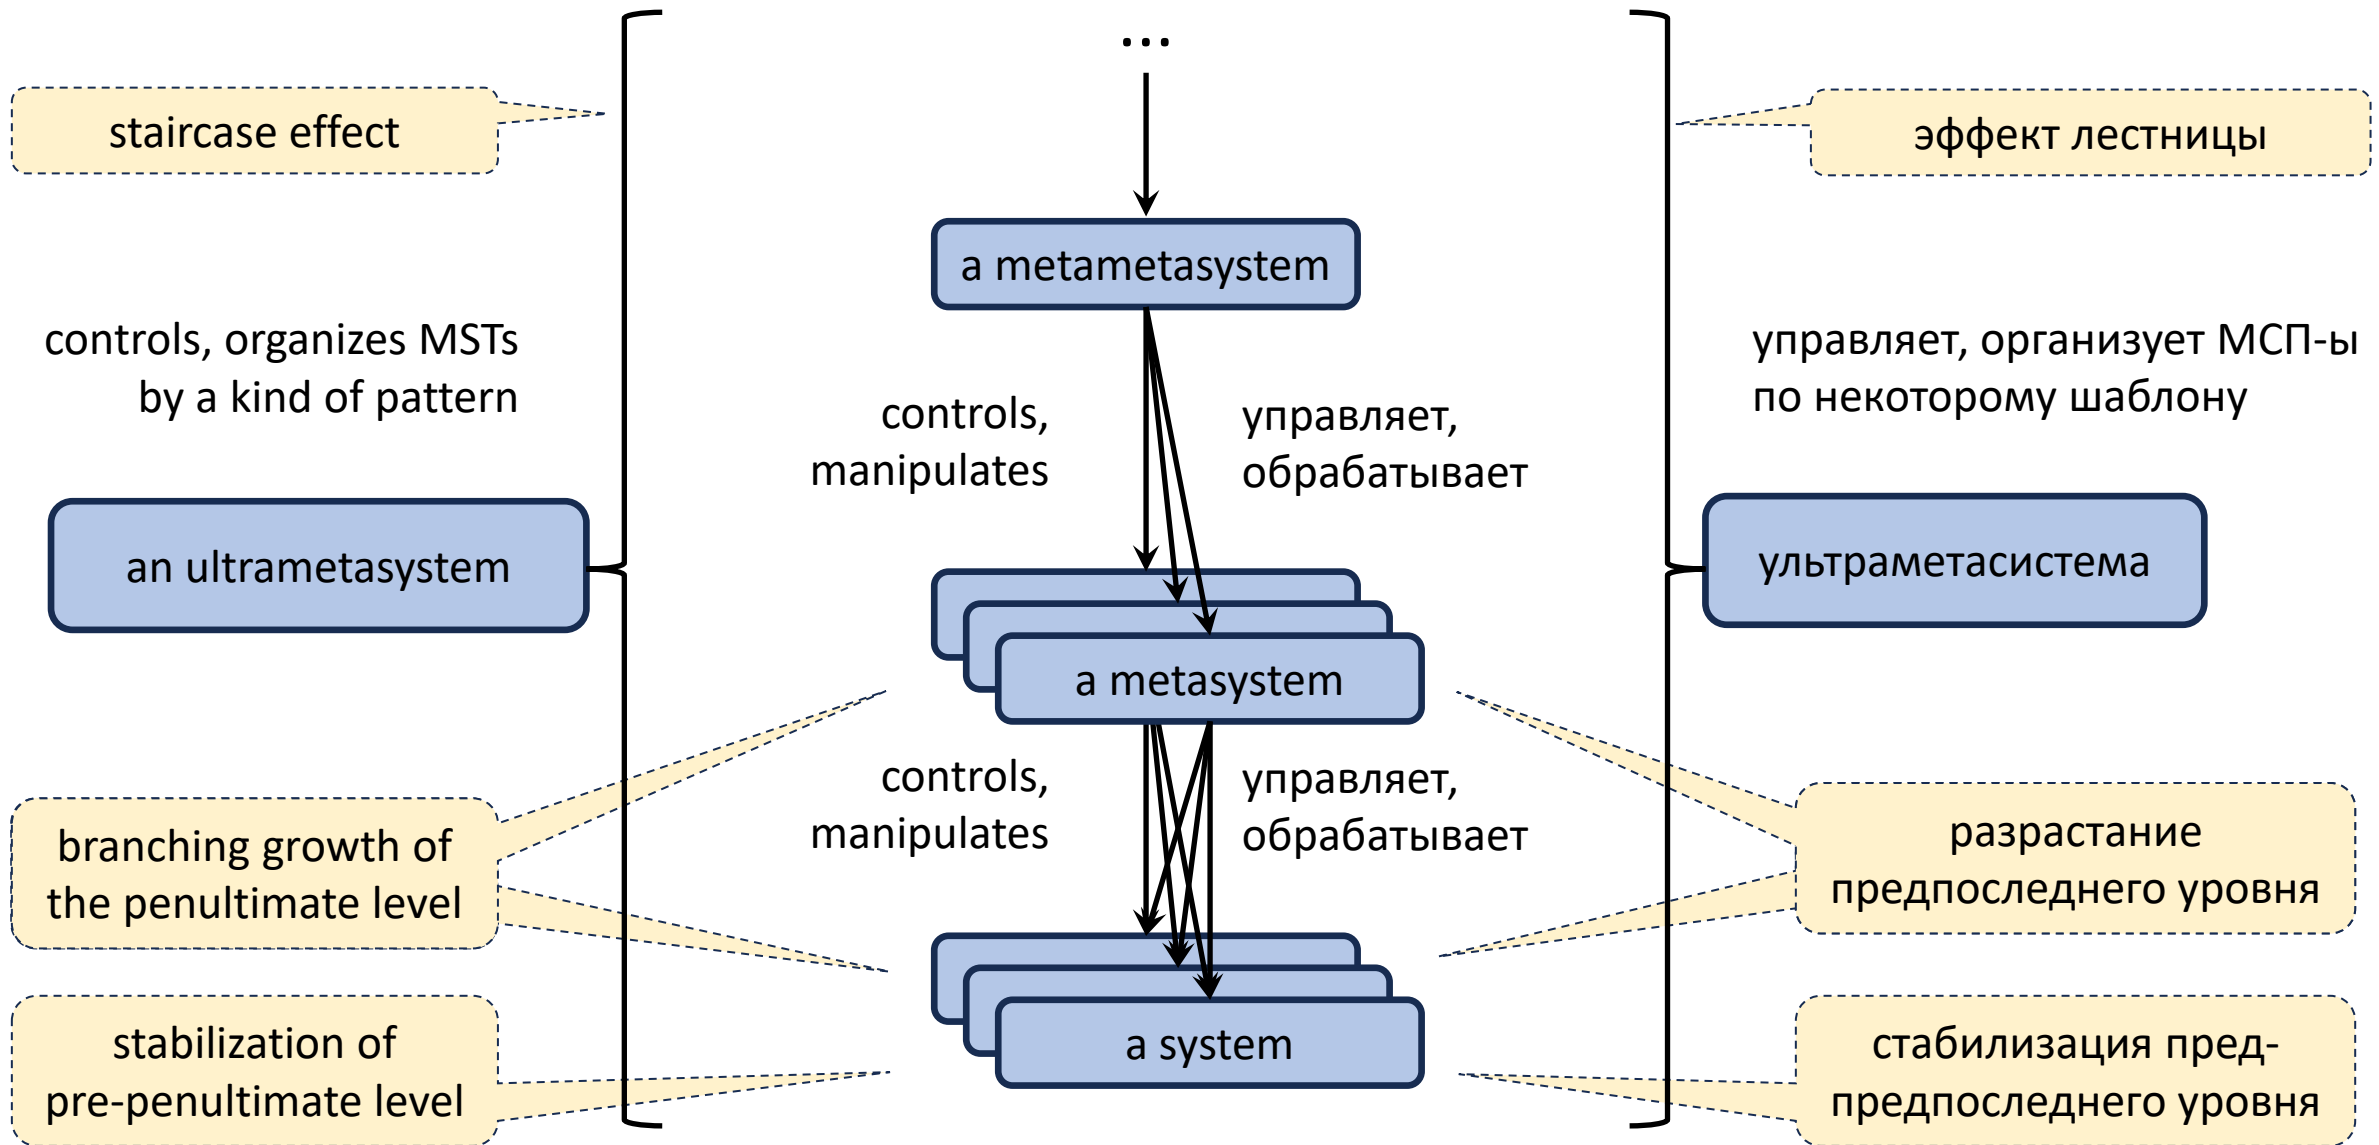 ...
staircase effect
эффект лестницы
a metametasystem
controls, organizes MSTs
by a kind of pattern
управляет, организует МСП-ы
по некоторому шаблону
controls,
manipulates
управляет,
обрабатывает
an ultrametasystem
ультраметасистема
a metasystem
controls,
manipulates
управляет,
обрабатывает
branching growth of
the penultimate level
разрастание
предпоследнего уровня
a system
stabilization of
pre-penultimate level
стабилизация пред-
предпоследнего уровня